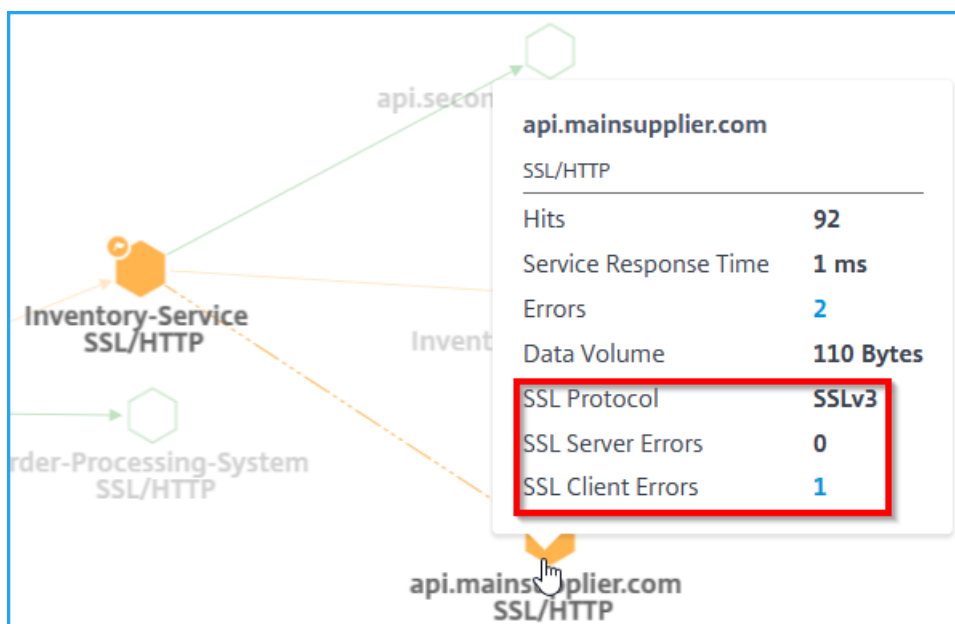 api.secon
api.mainsupplier.com
SSL/HTTP
Hits 92
Service Response Time 1 ms
Errors 2
Data Volume 110 Bytes
SSL Protocol SSLv3
SSL Server Errors 0
SSL Client Errors 1
Inventory-Service
SSL/HTTP
Invent
rder-Processing-System
SSL/HTTP
api.mainsupplier.com
SSL/HTTP